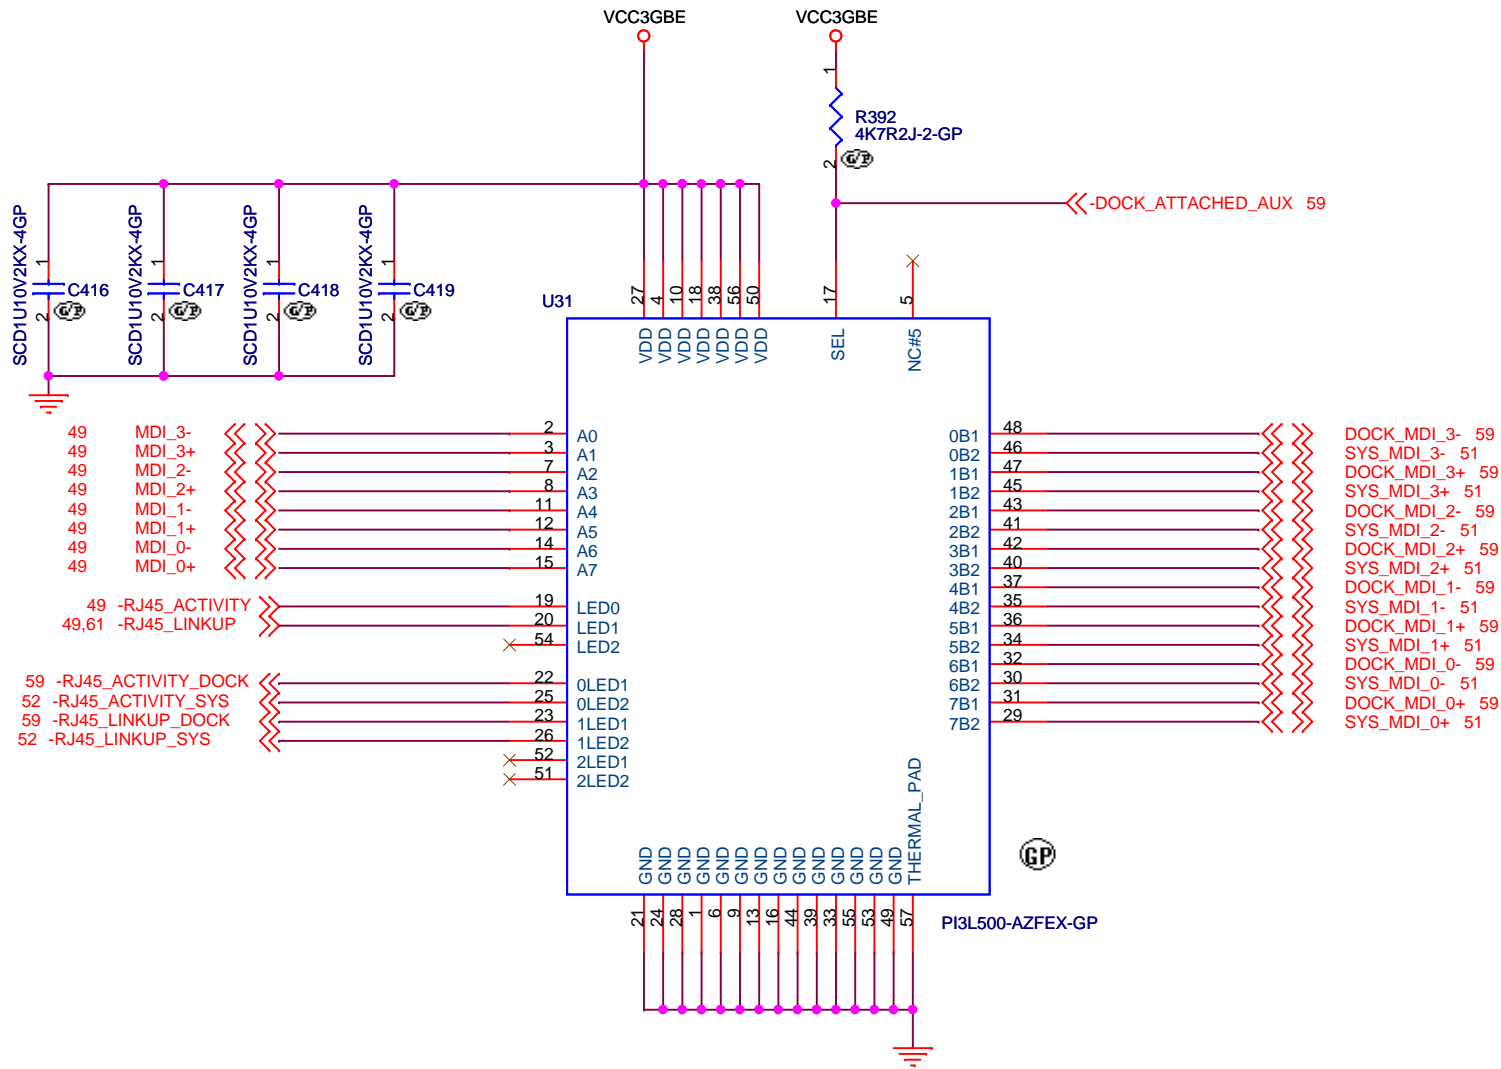 VCC3GBE
VCC3GBE
1
R392
4K7R2J-2-GP
2
G/P
-DOCK_ATTACHED_AUX 59
SCD1U10V2KX-4GP
1
C416
2
G/P
SCD1U10V2KX-4GP
1
C417
2
G/P
SCD1U10V2KX-4GP
1
C418
2
G/P
SCD1U10V2KX-4GP
1
C419
2
G/P
U31
27 4 10 18 38 56 50 17 5
VDD VDD VDD VDD VDD VDD VDD SEL NC#5
49 MDI_3- 2 A0
49 MDI_3+ 3 A1
49 MDI_2- 7 A2
49 MDI_2+ 8 A3
49 MDI_1- 11 A4
49 MDI_1+ 12 A5
49 MDI_0- 14 A6
49 MDI_0+ 15 A7
49 -RJ45_ACTIVITY 19 LED0
49,61 -RJ45_LINKUP 20 LED1
54 LED2
59 -RJ45_ACTIVITY_DOCK 22 0LED1
52 -RJ45_ACTIVITY_SYS 25 0LED2
59 -RJ45_LINKUP_DOCK 23 1LED1
52 -RJ45_LINKUP_SYS 26 1LED2
52 2LED1
51 2LED2
0B1 48 DOCK_MDI_3- 59
0B2 46 SYS_MDI_3- 51
1B1 47 DOCK_MDI_3+ 59
1B2 45 SYS_MDI_3+ 51
2B1 43 DOCK_MDI_2- 59
2B2 41 SYS_MDI_2- 51
3B1 42 DOCK_MDI_2+ 59
3B2 40 SYS_MDI_2+ 51
4B1 37 DOCK_MDI_1- 59
4B2 35 SYS_MDI_1- 51
5B1 36 DOCK_MDI_1+ 59
5B2 34 SYS_MDI_1+ 51
6B1 32 DOCK_MDI_0- 59
6B2 30 SYS_MDI_0- 51
7B1 31 DOCK_MDI_0+ 59
7B2 29 SYS_MDI_0+ 51
GND GND GND GND GND GND GND GND GND GND GND GND GND GND THERMAL_PAD
21 24 28 1 6 9 13 16 44 39 33 55 53 49 57
GP
PI3L500-AZFEX-GP